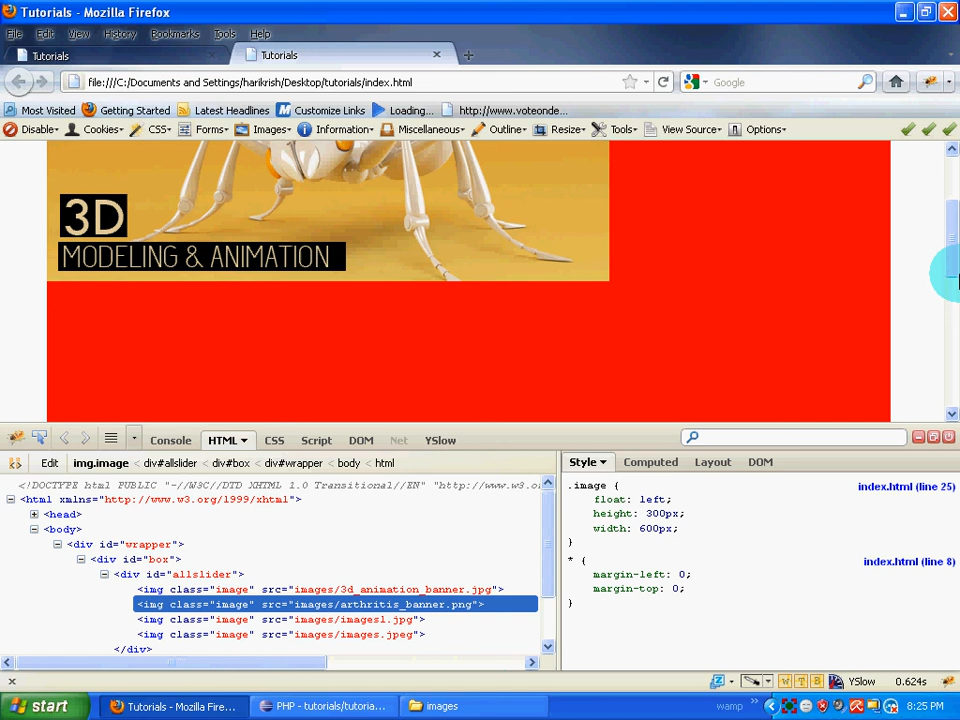 Tutorials - Mozilla Firefox
File Edit View History Bookmarks Tools Help
Tutorials
Tutorials
file:///C:/Documents and Settings/harikrish/Desktop/tutorials/index.html
Google
Most Visited Getting Started Latest Headlines Customize Links Loading... http://www.voteonde...
Disable Cookies CSS Forms Images Information Miscellaneous Outline Resize Tools View Source Options
3D
MODELING & ANIMATION
Console HTML CSS Script DOM Net YSlow
Edit img.image < div#allslider < div#box < div#wrapper < body < html
<!DOCTYPE html PUBLIC "-//W3C//DTD XHTML 1.0 Transitional//EN" "http://www.w3.o
<html xmlns="http://www.w3.org/1999/xhtml">
<head>
<body>
<div id="wrapper">
<div id="box">
<div id="allslider">
<img class="image" src="images/3d_animation_banner.jpg">
<img class="image" src="images/arthritis_banner.png">
<img class="image" src="images/images1.jpg">
<img class="image" src="images/images.jpeg">
</div>
Style Computed Layout DOM
.image { index.html (line 25)
float: left;
height: 300px;
width: 600px;
}
* { index.html (line 8)
margin-left: 0;
margin-top: 0;
}
YSlow 0.624s
start Tutorials - Mozilla Fire... PHP - tutorials/tutoria... images wamp 8:25 PM